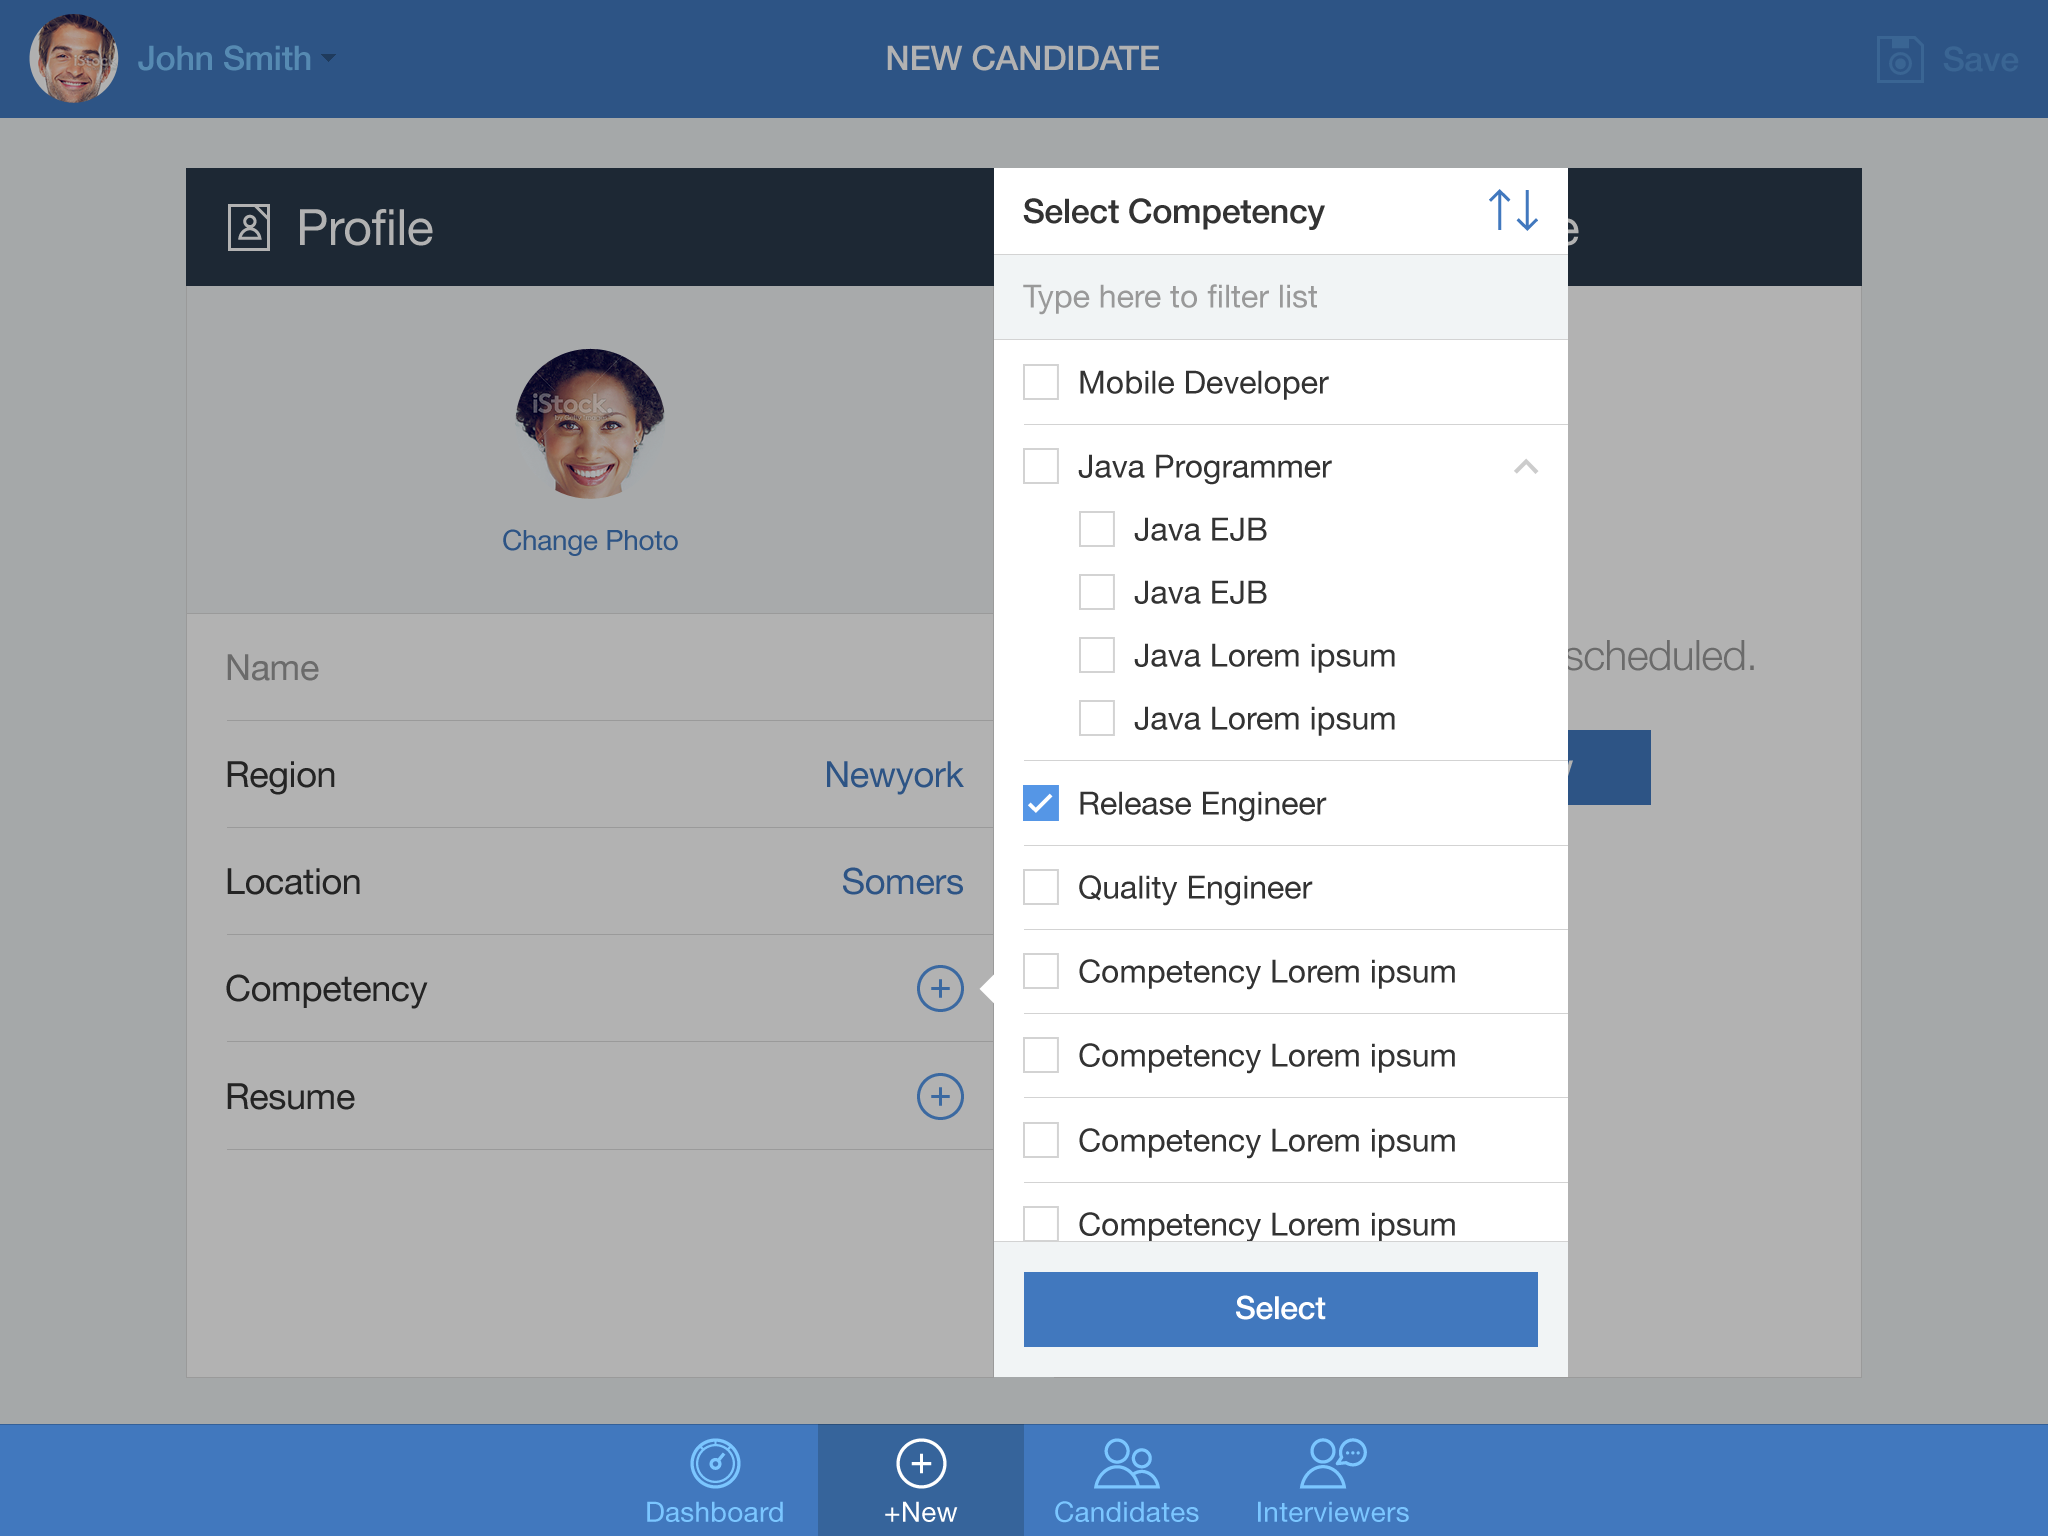 John Smith
NEW CANDIDATE
Save
Profile
iStock.
Change Photo
Name
Region Newyork
Location Somers
Competency
Resume
Select Competency
Type here to filter list
Mobile Developer
Java Programmer
Java EJB
Java EJB
Java Lorem ipsum
Java Lorem ipsum
Release Engineer
Quality Engineer
Competency Lorem ipsum
Competency Lorem ipsum
Competency Lorem ipsum
Competency Lorem ipsum
Select
scheduled.
Dashboard
+New
Candidates
Interviewers